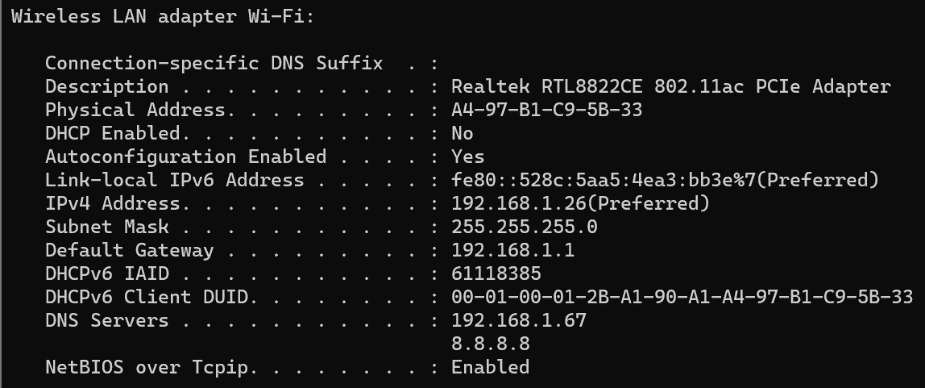 Wireless LAN adapter Wi-Fi:
Connection-specific DNS Suffix  . :
Description . . . . . . . . . . . : Realtek RTL8822CE 802.11ac PCIe Adapter
Physical Address. . . . . . . . . : A4-97-B1-C9-5B-33
DHCP Enabled. . . . . . . . . . . : No
Autoconfiguration Enabled . . . . : Yes
Link-local IPv6 Address . . . . . : fe80::528c:5aa5:4ea3:bb3e%7(Preferred)
IPv4 Address. . . . . . . . . . . : 192.168.1.26(Preferred)
Subnet Mask . . . . . . . . . . . : 255.255.255.0
Default Gateway . . . . . . . . . : 192.168.1.1
DHCPv6 IAID . . . . . . . . . . . : 61118385
DHCPv6 Client DUID. . . . . . . . : 00-01-00-01-2B-A1-90-A1-A4-97-B1-C9-5B-33
DNS Servers . . . . . . . . . . . : 192.168.1.67
8.8.8.8
NetBIOS over Tcpip. . . . . . . . : Enabled